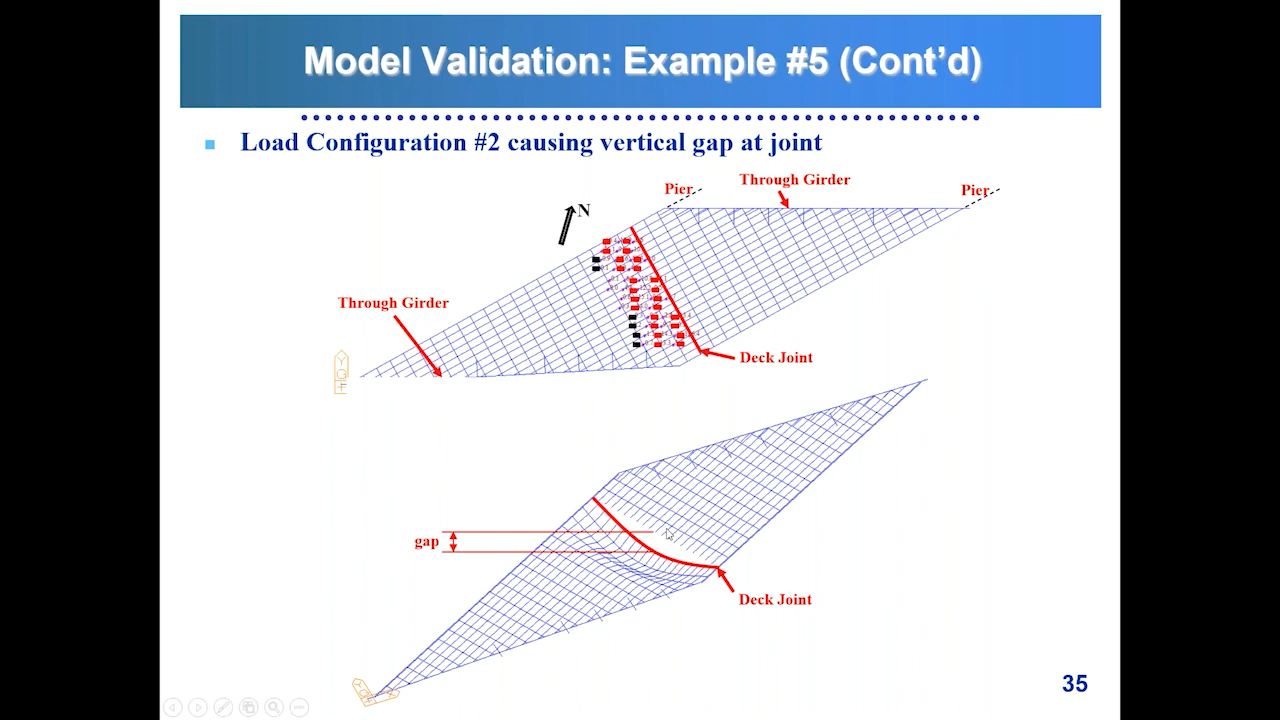 Model Validation: Example #5 (Cont’d)
Load Configuration #2 causing vertical gap at joint
Through Girder
Pier
Pier
N
Through Girder
Deck Joint
gap
Deck Joint
35